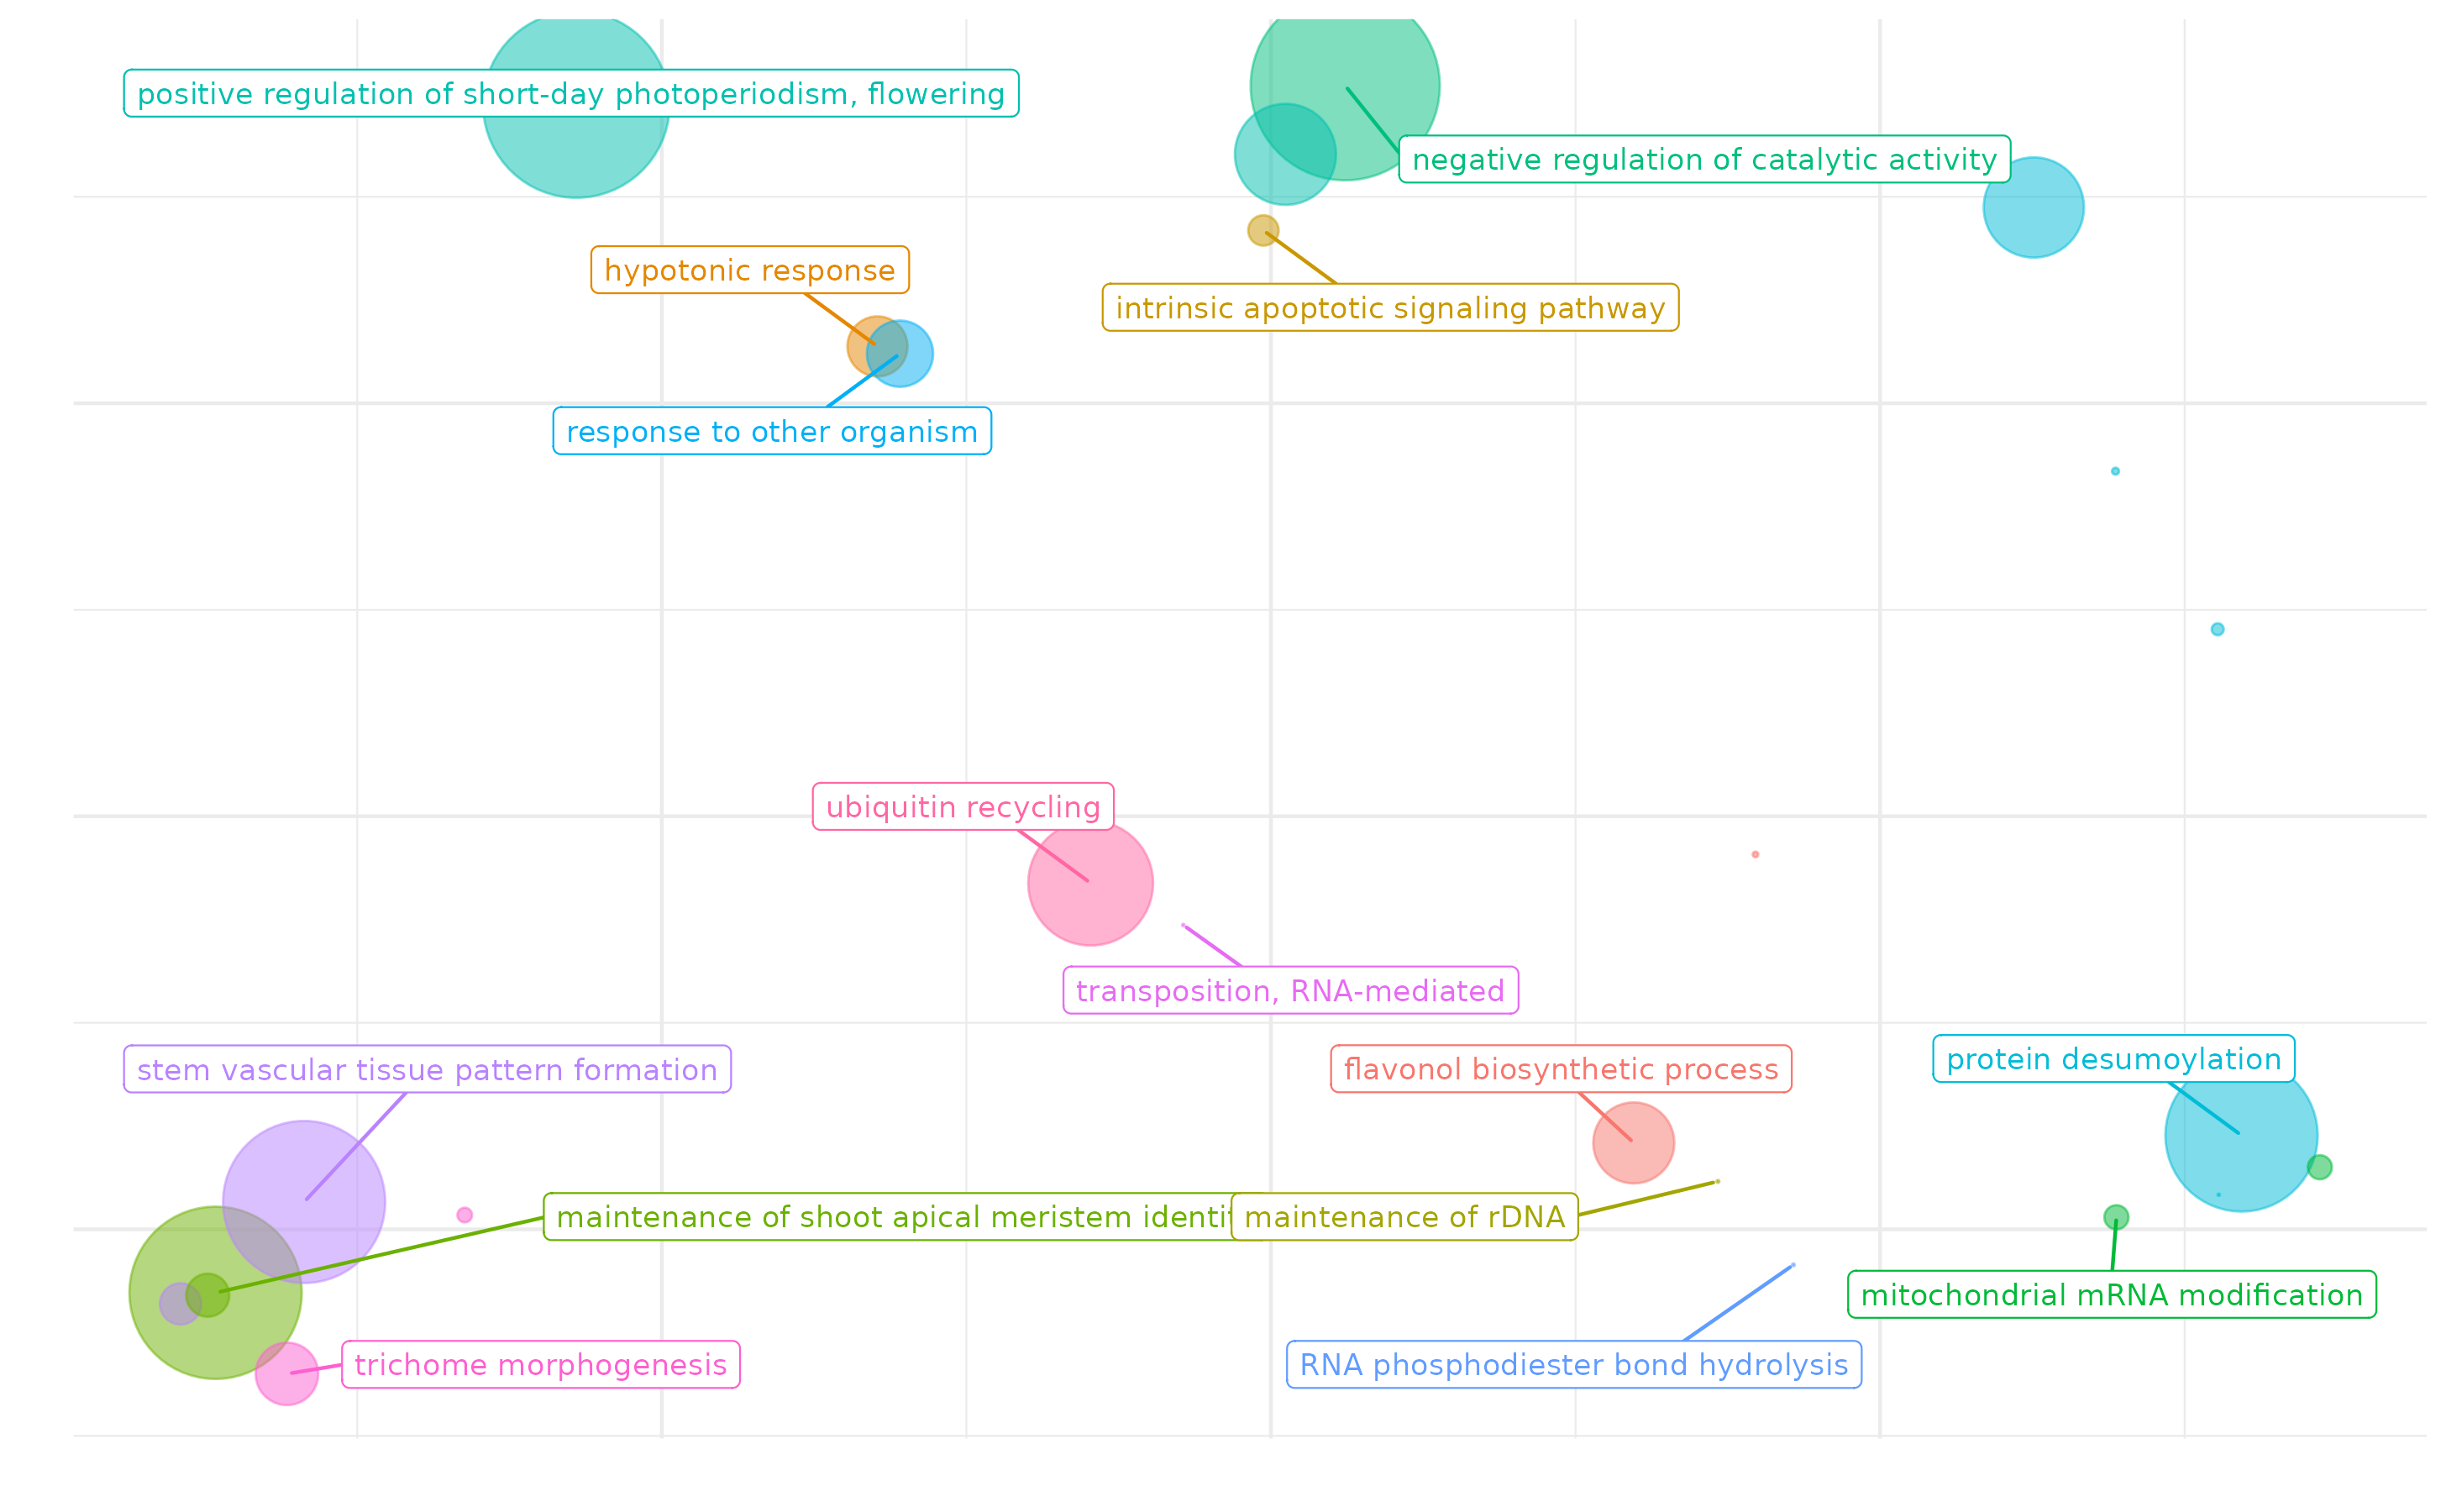 positive regulation of short-day photoperiodism, flowering
negative regulation of catalytic activity
hypotonic response
intrinsic apoptotic signaling pathway
response to other organism
ubiquitin recycling
transposition, RNA-mediated
stem vascular tissue pattern formation
flavonol biosynthetic process
protein desumoylation
maintenance of shoot apical meristem
maintenance of rDNA
mitochondrial mRNA modification
trichome morphogenesis
RNA phosphodiester bond hydrolysis